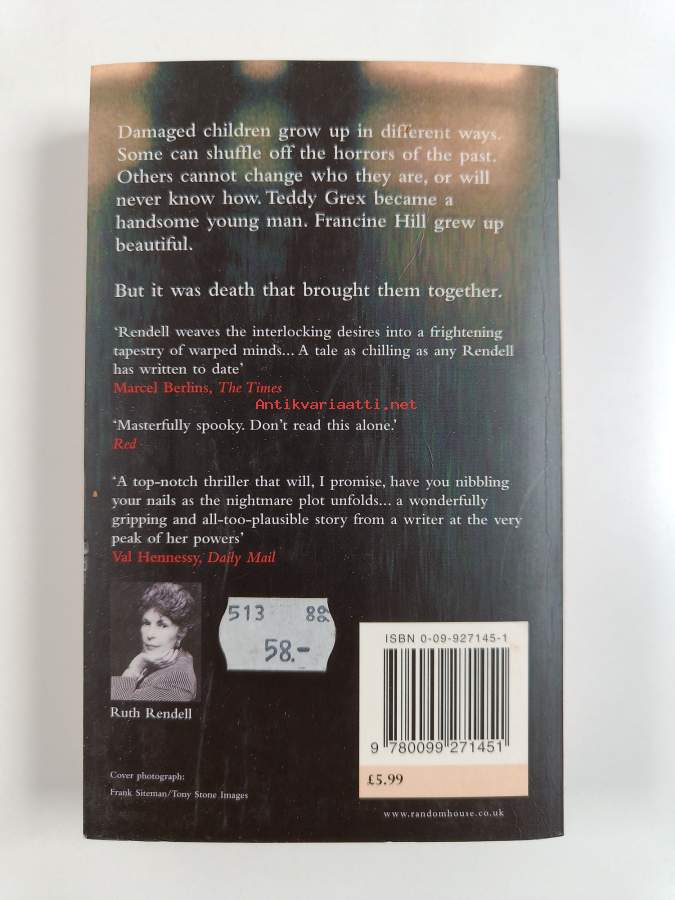 Damaged children grow up in different ways.
Some can shuffle off the horrors of the past.
Others cannot change who they are, or will
never know how. Teddy Grex became a
handsome young man. Francine Hill grew up
beautiful.
But it was death that brought them together.
‘Rendell weaves the interlocking desires into a frightening
tapestry of warped minds... A tale as chilling as any Rendell
has written to date’
Marcel Berlins, The Times
Antikvariaatti.net
‘Masterfully spooky. Don’t read this alone.’
Red
‘A top-notch thriller that will, I promise, have you nibbling
your nails as the nightmare plot unfolds... a wonderfully
gripping and all-too-plausible story from a writer at the very
peak of her powers’
Val Hennessy, Daily Mail
513
58.-
Ruth Rendell
Cover photograph:
Frank Siteman/Tony Stone Images
ISBN 0-09-927145-1
9 780099 271451
£5.99
www.randomhouse.co.uk